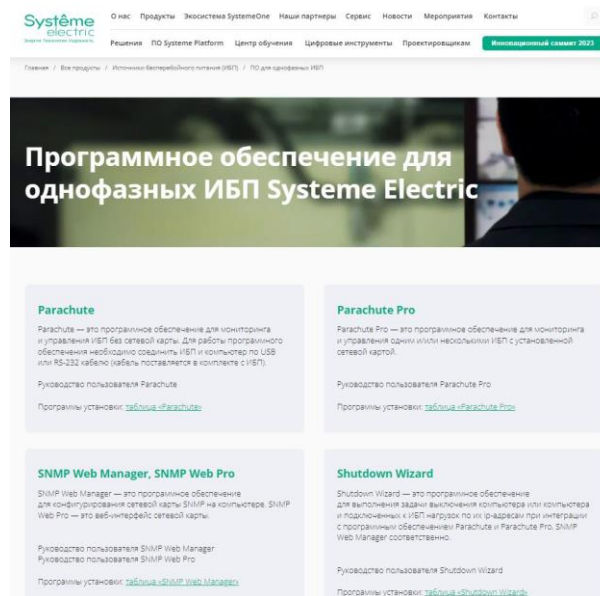 Systême
electric
Энергия. Технологии. Надежность.
О нас Продукты Экосистема SystemeOne Наши партнеры Сервис Новости Мероприятия Контакты
Решения ПО Systeme Platform Центр обучения Цифровые инструменты Проектировщикам Инновационный саммит 2023
Главная / Все продукты / Источники бесперебойного питания (ИБП) / ПО для однофазных ИБП
Программное обеспечение для
однофазных ИБП Systeme Electric
Parachute
Parachute — это программное обеспечение для мониторинга
и управления ИБП без сетевой карты. Для работы программного
обеспечения необходимо соединить ИБП и компьютер по USB
или RS-232 кабелю (кабель поставляется в комплекте с ИБП).
Руководство пользователя Parachute
Программы установки: таблица «Parachute»
Parachute Pro
Parachute Pro — это программное обеспечение для мониторинга
и управления одним и/или несколькими ИБП с установленной
сетевой картой.
Руководство пользователя Parachute Pro
Программы установки: таблица «Parachute Pro»
SNMP Web Manager, SNMP Web Pro
SNMP Web Manager — это программное обеспечение
для конфигурирования сетевой карты SNMP на компьютере. SNMP
Web Pro — это веб-интерфейс сетевой карты.
Руководство пользователя SNMP Web Manager
Руководство пользователя SNMP Web Pro
Программы установки: таблица «SNMP Web Manager»
Shutdown Wizard
Shutdown Wizard — это программное обеспечение
для выполнения задачи выключения компьютера или компьютера
и подключенных к ИБП нагрузок по их ip-адресам при интеграции
с программным обеспечением Parachute и Parachute Pro, SNMP
Web Manager соответственно.
Руководство пользователя Shutdown Wizard
Программы установки: таблица «Shutdown Wizard»